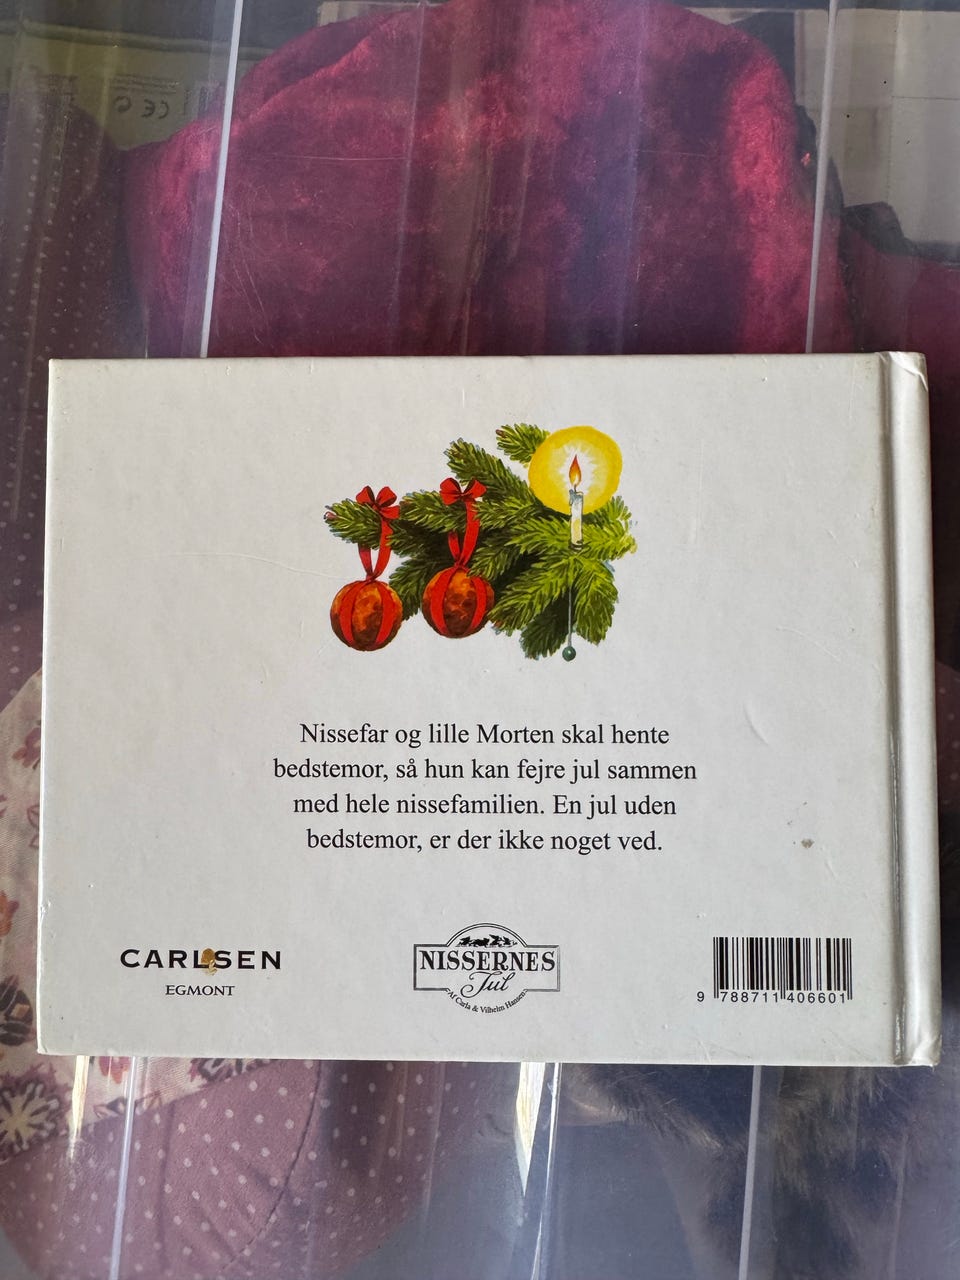 Nissefar og lille Morten skal hente
bedstemor, så hun kan fejre jul sammen
med hele nissefamilien. En jul uden
bedstemor, er der ikke noget ved.
CARLSEN
EGMONT
NISSERNES
Jul
Af Carla & Vilhelm Hansen
9 788711 406601